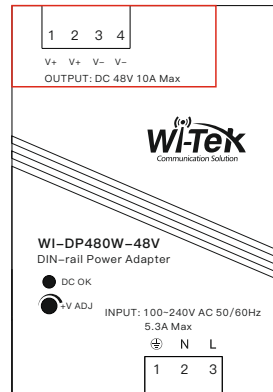 1 2 3 4
V+ V+ V− V−
OUTPUT: DC 48V 10A Max
Wi-Tek
Communication Solution
WI−DP480W−48V
DIN−rail Power Adapter
DC OK
+V ADJ
INPUT: 100~240V AC 50/60Hz
5.3A Max
⏚ N L
1 2 3